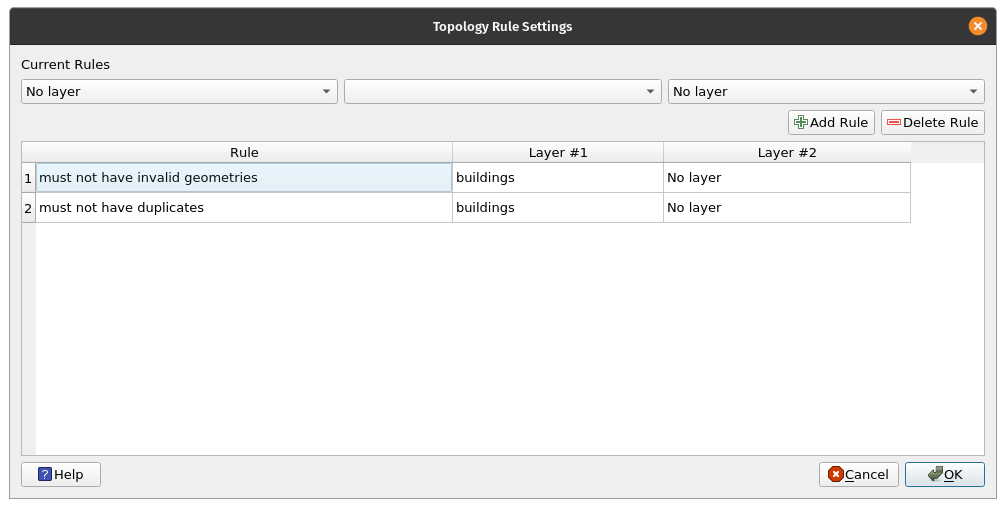 Topology Rule Settings
Current Rules
No layer No layer
Add Rule Delete Rule
Rule Layer #1 Layer #2
1 must not have invalid geometries buildings No layer
2 must not have duplicates buildings No layer
? Help Cancel OK